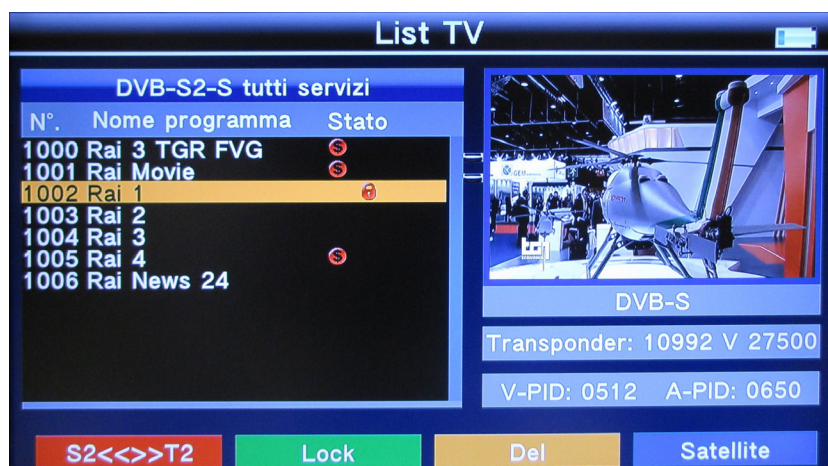 List TV
DVB-S2-S tutti servizi
N°. Nome programma Stato
1000 Rai 3 TGR FVG S
1001 Rai Movie S
1002 Rai 1
1003 Rai 2
1004 Rai 3
1005 Rai 4 S
1006 Rai News 24
GEM
DVB-S
Transponder: 10992 V 27500
V-PID: 0512 A-PID: 0650
S2<<>>T2
Lock
Del
Satellite